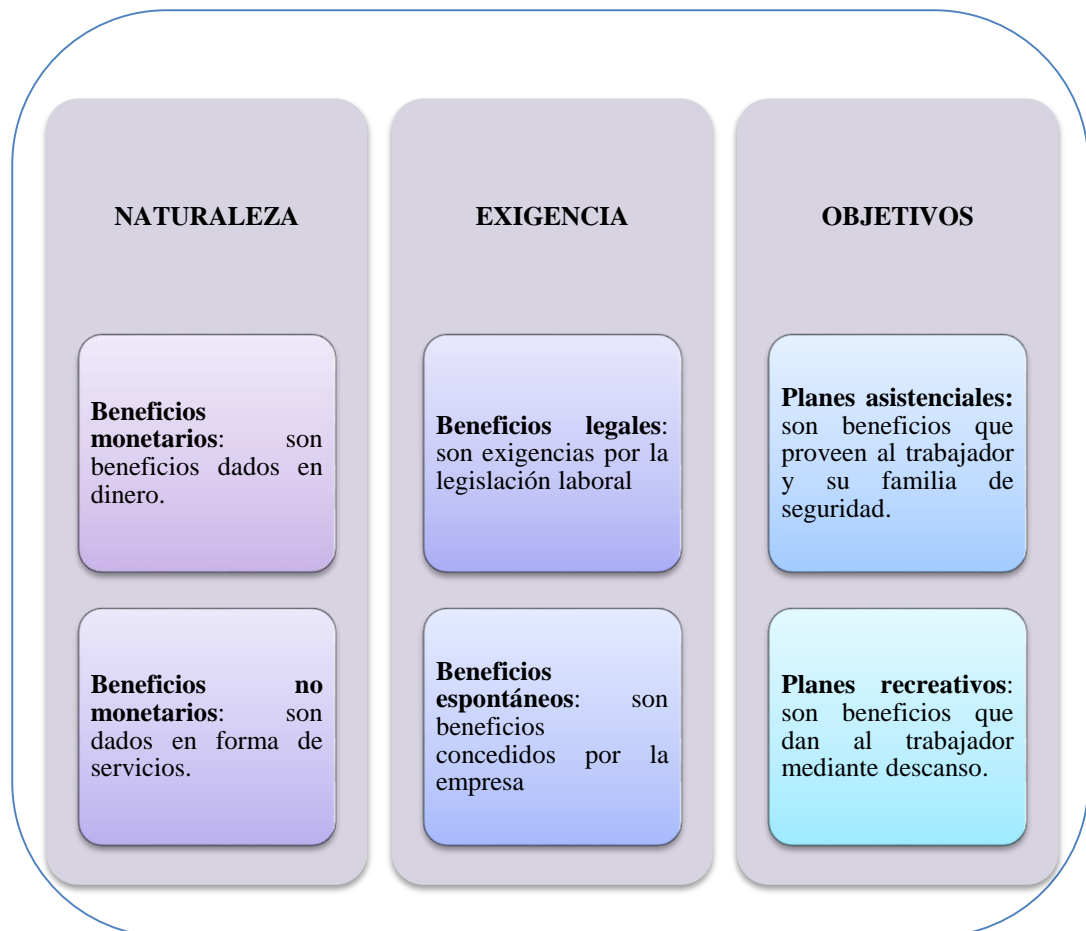 NATURALEZA
Beneficios
monetarios: son
beneficios dados en
dinero.
Beneficios no
monetarios: son
dados en forma de
servicios.
EXIGENCIA
Beneficios legales:
son exigencias por la
legislación laboral
Beneficios
espontáneos: son
beneficios
concedidos por la
empresa
OBJETIVOS
Planes asistenciales:
son beneficios que
proveen al trabajador
y su familia de
seguridad.
Planes recreativos:
son beneficios que
dan al trabajador
mediante descanso.